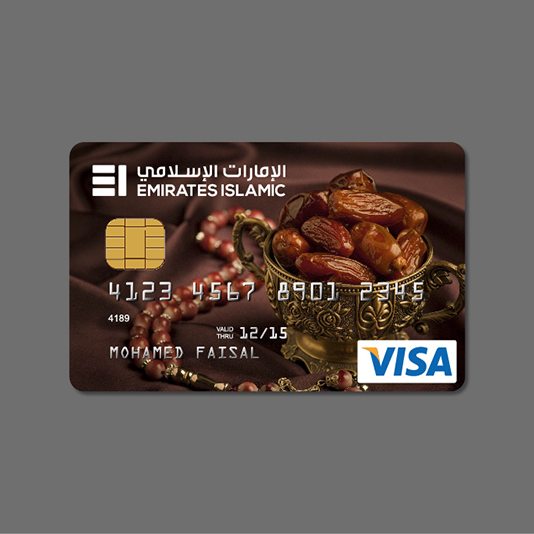 الإمارات الإسلامي
EMIRATES ISLAMIC
4123 4567 8901 2345
4189
VALID THRU 12/15
MOHAMED FAISAL
VISA